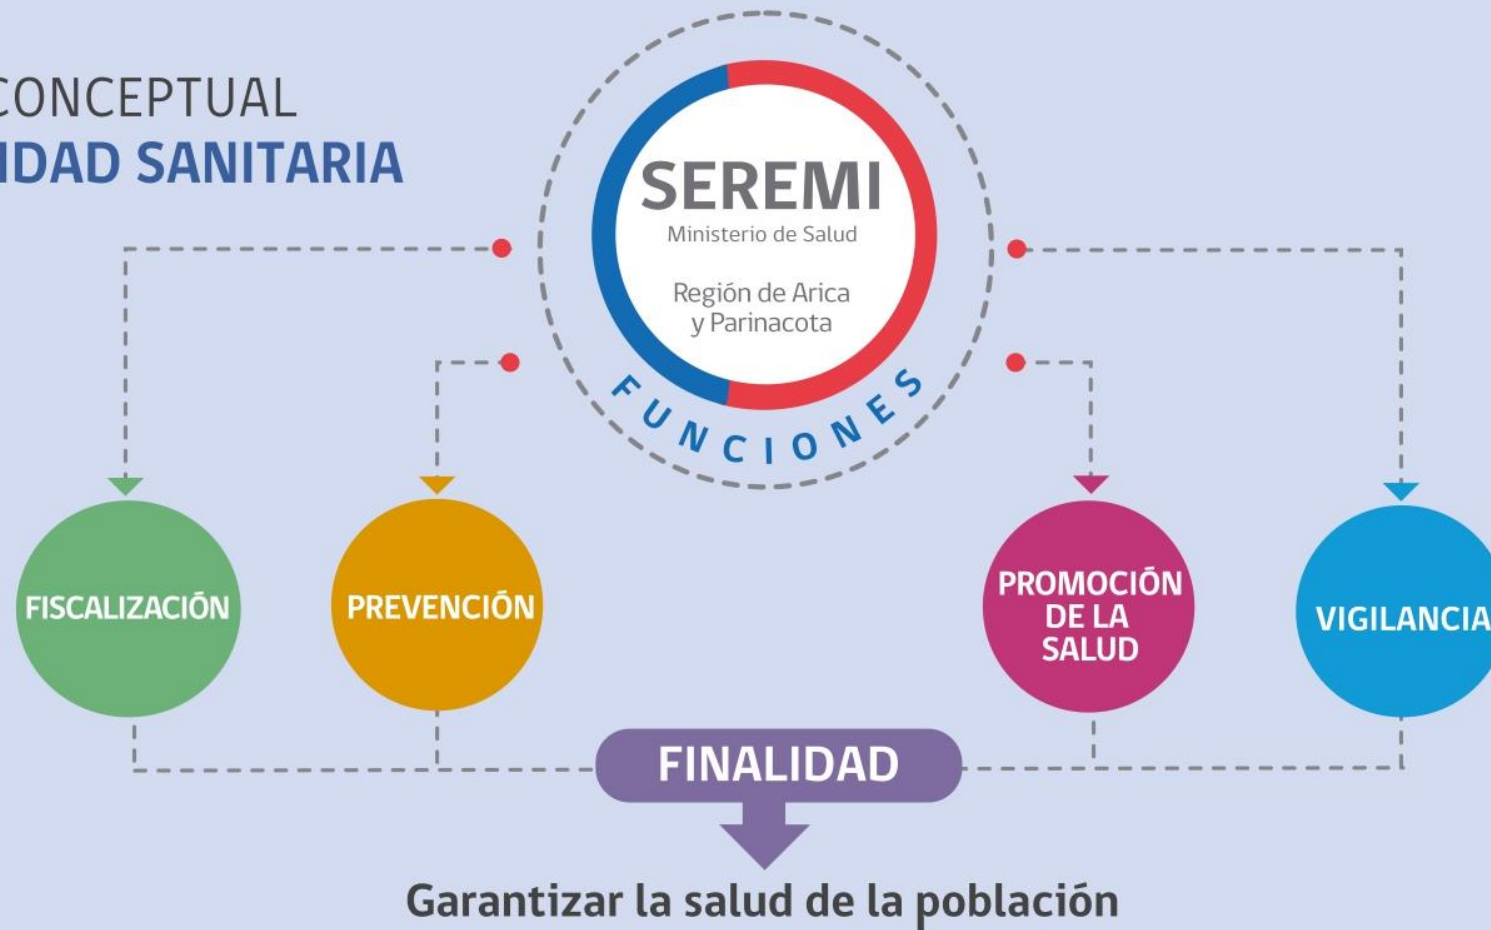 CONCEPTUAL
IDAD SANITARIA
SEREMI
Ministerio de Salud
Región de Arica
y Parinacota
FUNCIONES
FISCALIZACIÓN
PREVENCIÓN
PROMOCIÓN
DE LA
SALUD
VIGILANCIA
FINALIDAD
Garantizar la salud de la población